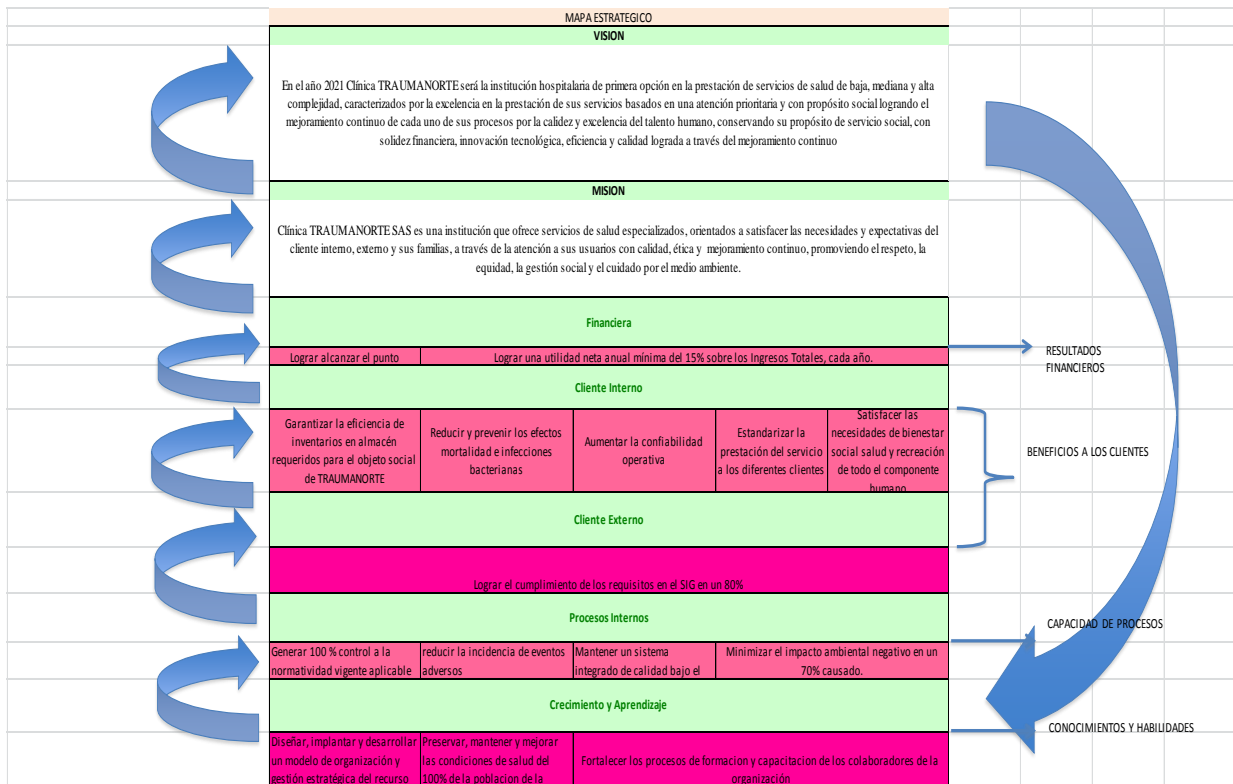 MAPA ESTRATEGICO
VISION
En el año 2021 Clínica TRAUMANORTE será la institución hospitalaria de primera opción en la prestación de servicios de salud de baja, mediana y alta
complejidad, caracterizados por la excelencia en la prestación de sus servicios basados en una atención prioritaria y con propósito social logrando el
mejoramiento continuo de cada uno de sus procesos por la calidez y excelencia del talento humano, conservando su propósito de servicio social, con
solidez financiera, innovación tecnológica, eficiencia y calidad lograda a través del mejoramiento continuo
MISION
Clínica TRAUMANORTE SAS es una institución que ofrece servicios de salud especializados, orientados a satisfacer las necesidades y expectativas del
cliente interno, externo y sus familias, a través de la atención a sus usuarios con calidad, ética y mejoramiento continuo, promoviendo el respeto, la
equidad, la gestión social y el cuidado por el medio ambiente.
Financiera
Lograr alcanzar el punto
Lograr una utilidad neta anual mínima del 15% sobre los Ingresos Totales, cada año.
RESULTADOS
FINANCIEROS
Cliente Interno
Garantizar la eficiencia de
inventarios en almacén
requeridos para el objeto social
de TRAUMANORTE
Reducir y prevenir los efectos
mortalidad e infecciones
bacterianas
Aumentar la confiabilidad
operativa
Estandarizar la
prestación del servicio
a los diferentes clientes
Satisfacer las
necesidades de bienestar
social salud y recreación
de todo el componente
humano
BENEFICIOS A LOS CLIENTES
Cliente Externo
Lograr el cumplimiento de los requisitos en el SIG en un 80%
Procesos Internos
CAPACIDAD DE PROCESOS
Generar 100 % control a la
normatividad vigente aplicable
reducir la incidencia de eventos
adversos
Mantener un sistema
integrado de calidad bajo el
Minimizar el impacto ambiental negativo en un
70% causado.
Crecimiento y Aprendizaje
CONOCIMIENTOS Y HABILIDADES
Diseñar, implantar y desarrollar
un modelo de organización y
gestión estratégica del recurso
Preservar, mantener y mejorar
las condiciones de salud del
100% de la poblacion de la
Fortalecer los procesos de formacion y capacitacion de los colaboradores de la
organización